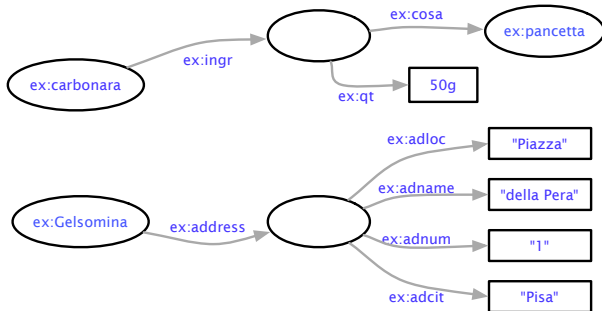 ex:cosa
ex:pancetta
ex:ingr
ex:carbonara
50g
ex:qt
ex:adloc
"Piazza"
ex:adname
"della Pera"
ex:Gelsomina
ex:address
ex:adnum
"1"
ex:adcit
"Pisa"